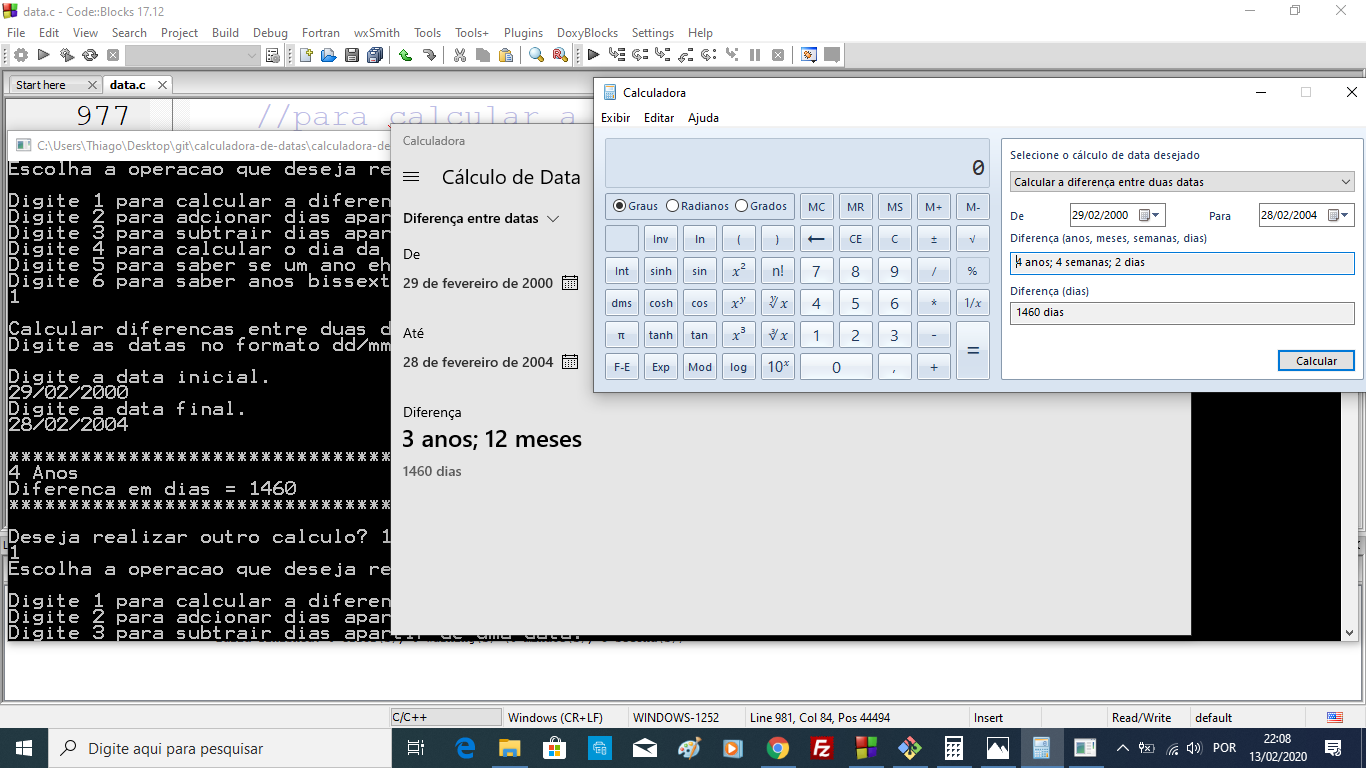 data.c - Code::Blocks 17.12
File Edit View Search Project Build Debug Fortran wxSmith Tools Tools+ Plugins DoxyBlocks Settings Help
Start here
data.c
977 //para calcular a
C:\Users\Thiago\Desktop\git\calculadora-de-datas\calculadora-de
Escolha a operacao que deseja re
Digite 1 para calcular a diferen
Digite 2 para adcionar dias apar
Digite 3 para subtrair dias apar
Digite 4 para calcular o dia da
Digite 5 para saber se um ano eh
Digite 6 para saber anos bissext
1
Calcular diferencas entre duas d
Digite as datas no formato dd/mm
Digite a data inicial.
29/02/2000
Digite a data final.
28/02/2004
********************************
4 Anos
Diferenca em dias = 1460
********************************
Deseja realizar outro calculo? 1
1
Escolha a operacao que deseja re
Digite 1 para calcular a diferen
Digite 2 para adcionar dias apar
Digite 3 para subtrair dias apartir de uma data.
Calculadora
Cálculo de Data
Diferença entre datas
De
29 de fevereiro de 2000
Até
28 de fevereiro de 2004
Diferença
3 anos; 12 meses
1460 dias
Calculadora
Exibir Editar Ajuda
0
Graus Radianos Grados MC MR MS M+ M-
Inv ln ( ) ← CE C ± √
Int sinh sin x² n! 7 8 9 / %
dms cosh cos xʸ ʸ√x 4 5 6 * 1/x
π tanh tan x³ ³√x 1 2 3 - =
F-E Exp Mod log 10ˣ 0 , +
Selecione o cálculo de data desejado
Calcular a diferença entre duas datas
De 29/02/2000 Para 28/02/2004
Diferença (anos, meses, semanas, dias)
4 anos; 4 semanas; 2 dias
Diferença (dias)
1460 dias
Calcular
C/C++ Windows (CR+LF) WINDOWS-1252 Line 981, Col 84, Pos 44494 Insert Read/Write default
Digite aqui para pesquisar
POR
22:08
13/02/2020